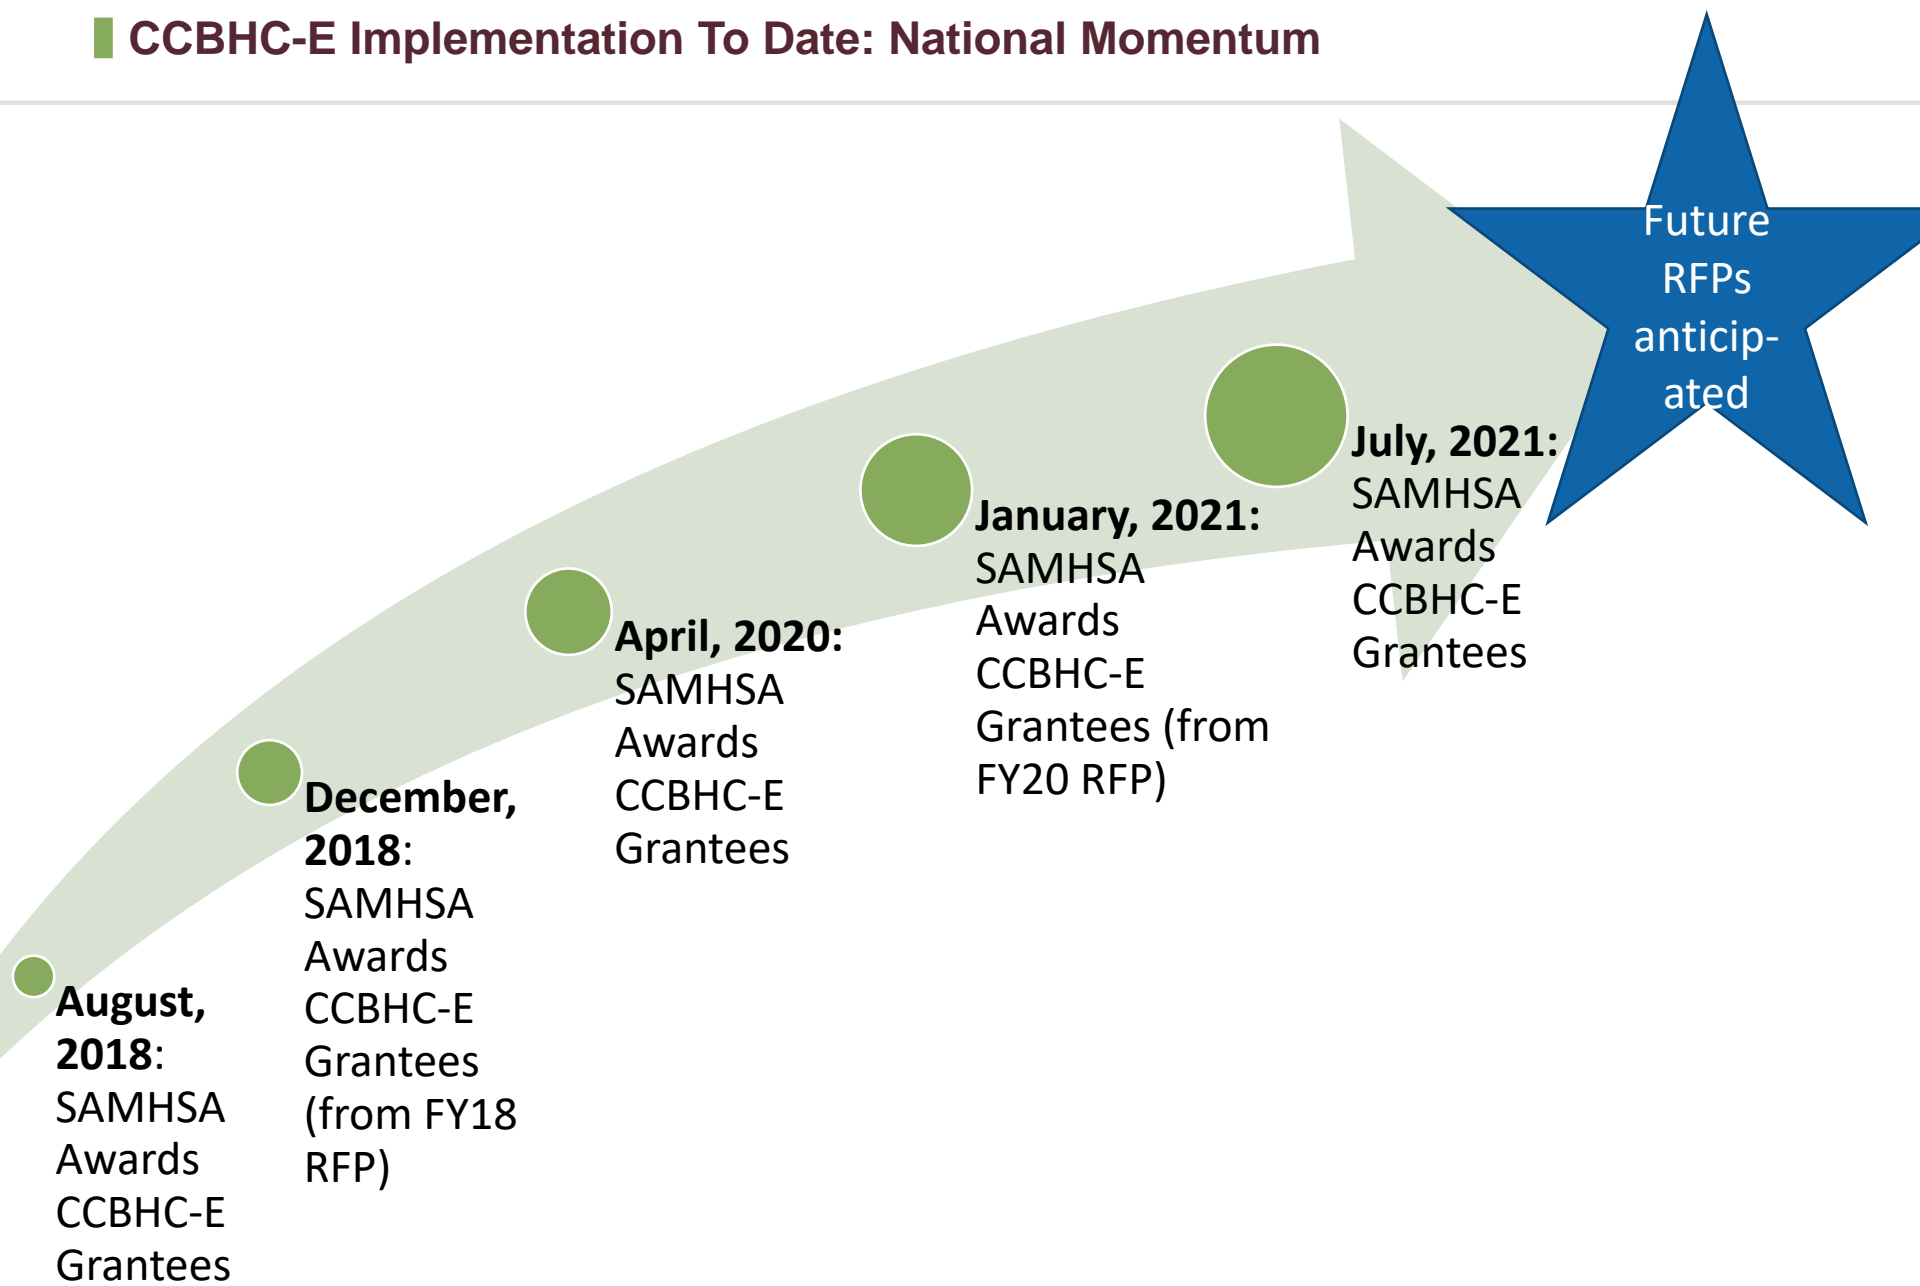 CCBHC-E Implementation To Date: National Momentum
Future
RFPs
anticip-
ated
July, 2021:
SAMHSA
Awards
CCBHC-E
Grantees
January, 2021:
SAMHSA
Awards
CCBHC-E
Grantees (from
FY20 RFP)
April, 2020:
SAMHSA
Awards
CCBHC-E
Grantees
December,
2018:
SAMHSA
Awards
CCBHC-E
Grantees
(from FY18
RFP)
August,
2018:
SAMHSA
Awards
CCBHC-E
Grantees